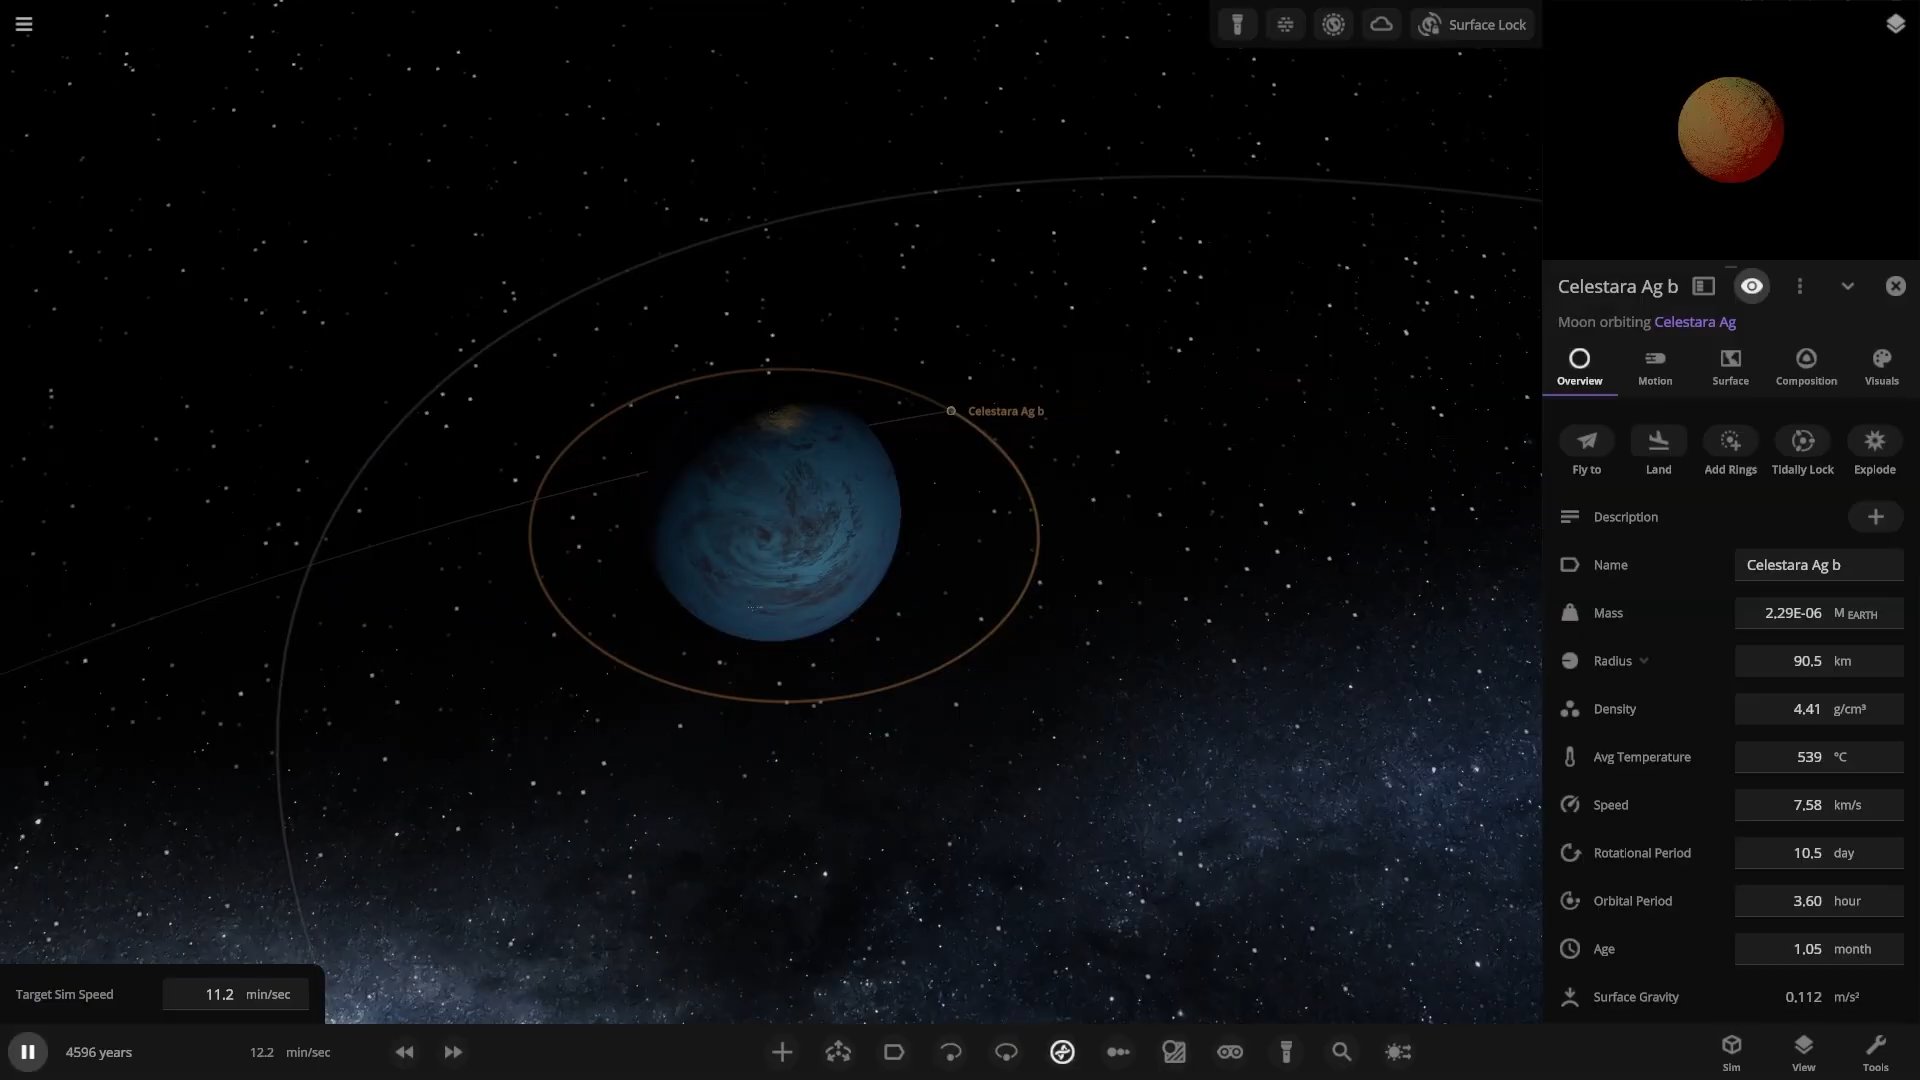 Surface Lock
Celestara Ag b
Celestara Ag b
Moon orbiting Celestara Ag
Overview
Motion
Surface
Composition
Visuals
Fly to
Land
Add Rings
Tidally Lock
Explode
Description
Name Celestara Ag b
Mass 2,29E-06 M EARTH
Radius 90,5 km
Density 4,41 g/cm³
Avg Temperature 539 °C
Speed 7,58 km/s
Rotational Period 10,5 day
Orbital Period 3,60 hour
Age 1,05 month
Surface Gravity 0,112 m/s²
Target Sim Speed 11,2 min/sec
4596 years 12,2 min/sec
Sim
View
Tools